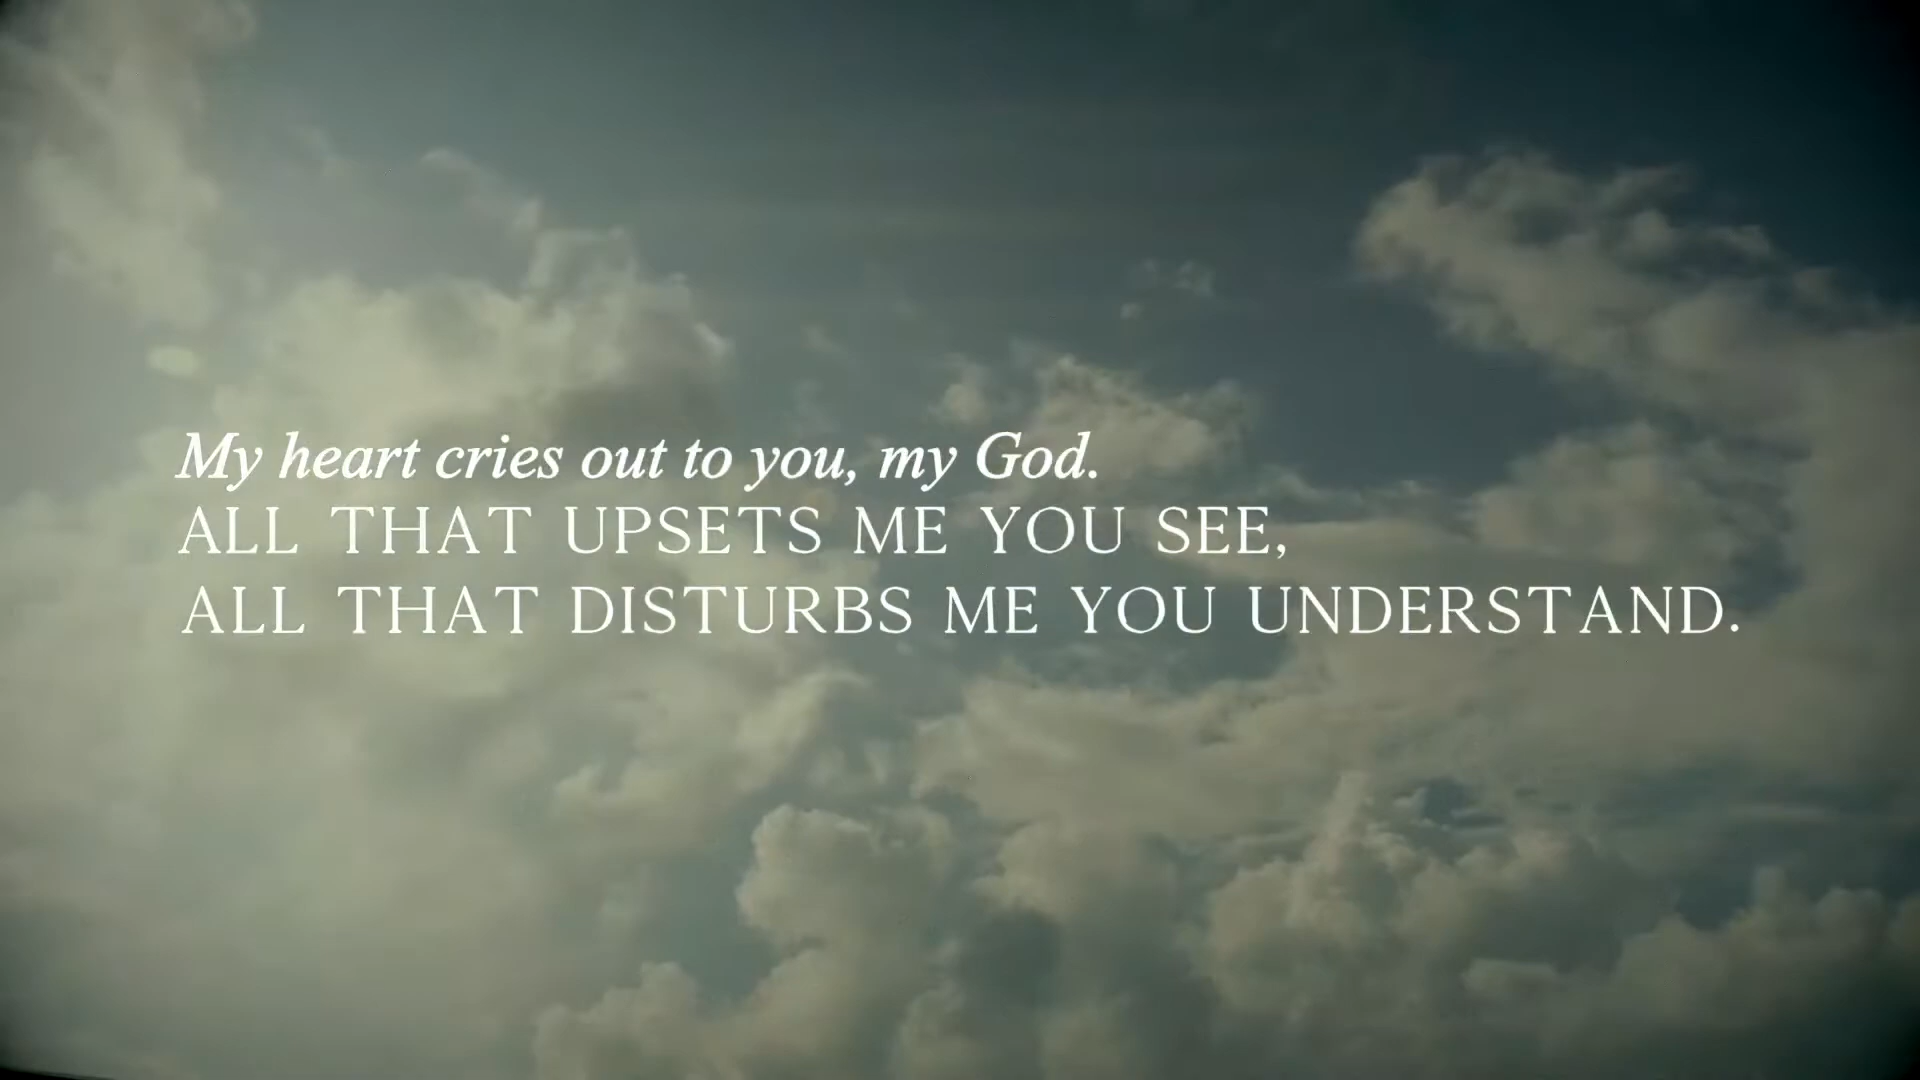 My heart cries out to you, my God.
ALL THAT UPSETS ME YOU SEE,
ALL THAT DISTURBS ME YOU UNDERSTAND.